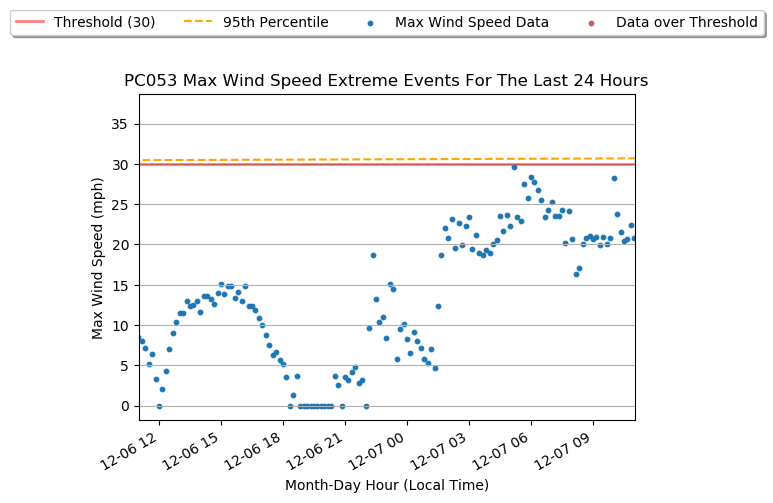 Threshold (30) 95th Percentile Max Wind Speed Data Data over Threshold
PC053 Max Wind Speed Extreme Events For The Last 24 Hours
35
30
25
20
15
10
5
0
Max Wind Speed (mph)
12-06 12 12-06 15 12-06 18 12-06 21 12-07 00 12-07 03 12-07 06 12-07 09
Month-Day Hour (Local Time)